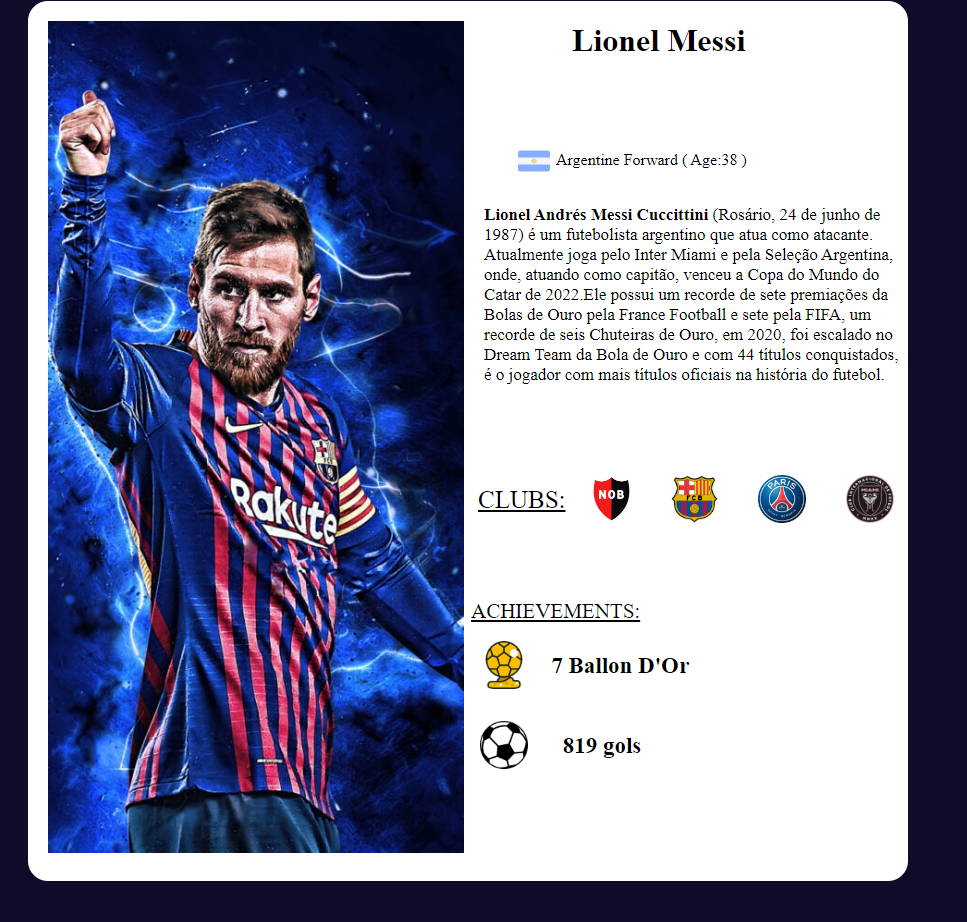 Lionel Messi
Argentine Forward ( Age:38 )
Lionel Andrés Messi Cuccittini (Rosário, 24 de junho de
1987) é um futebolista argentino que atua como atacante.
Atualmente joga pelo Inter Miami e pela Seleção Argentina,
onde, atuando como capitão, venceu a Copa do Mundo do
Catar de 2022.Ele possui um recorde de sete premiações da
Bolas de Ouro pela France Football e sete pela FIFA, um
recorde de seis Chuteiras de Ouro, em 2020, foi escalado no
Dream Team da Bola de Ouro e com 44 títulos conquistados,
é o jogador com mais títulos oficiais na história do futebol.
Rakute
CLUBS:
NOB
FCB
PARIS
MIAMI
ACHIEVEMENTS:
7 Ballon D'Or
819 gols